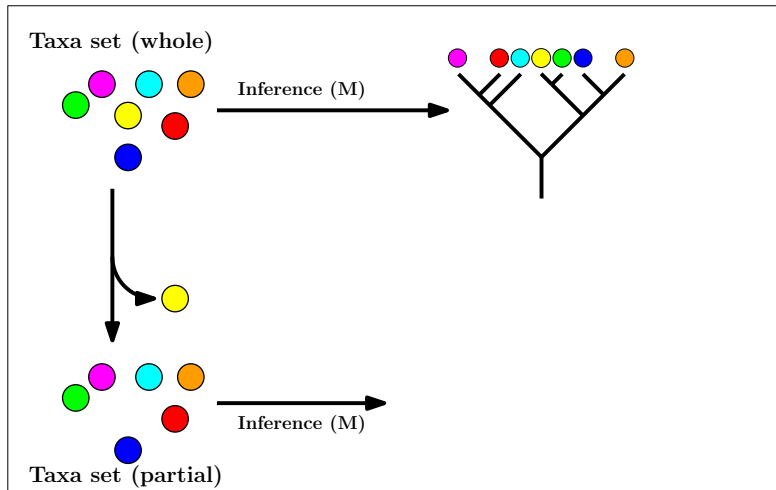 Taxa set (whole)
Inference (M)
Inference (M)
Taxa set (partial)